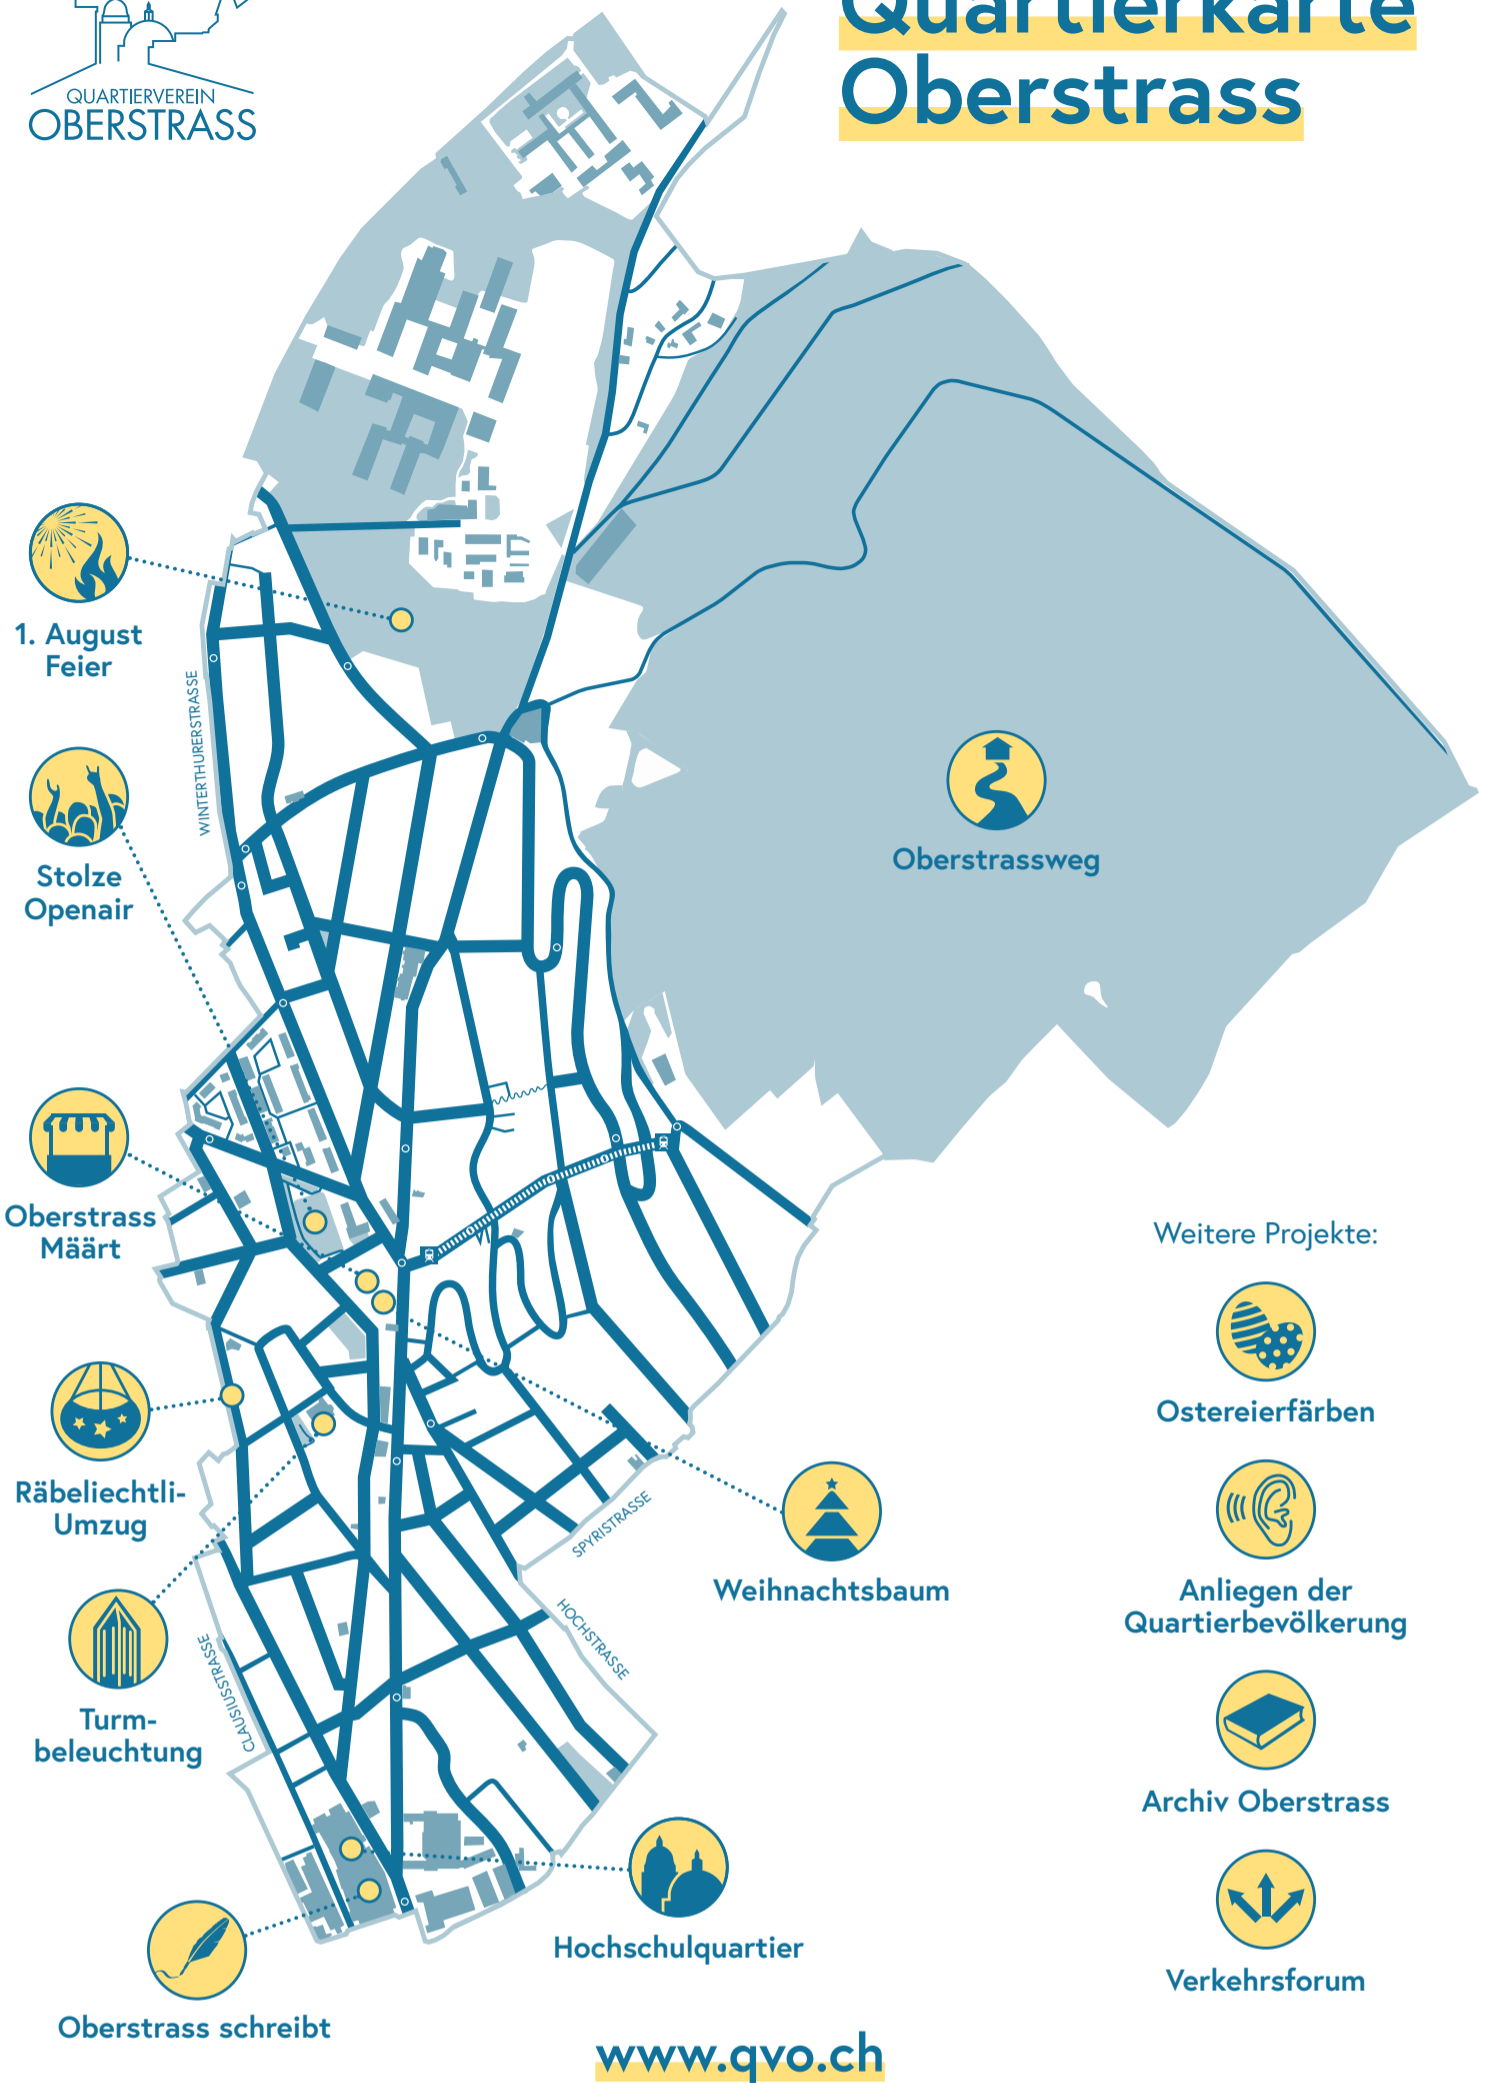 Quartierkarte
Oberstrass
QUARTIERVEREIN
OBERSTRASS
1. August
Feier
WINTERTHURERSTRASSE
Stolze
Openair
Oberstrassweg
Oberstrass
Määrt
Weitere Projekte:
Ostereierfärben
Räbeliechtli-
Umzug
SPYRISTRASSE
Weihnachtsbaum
Anliegen der
Quartierbevölkerung
HOCHSTRASSE
CLAUSIUSSTRASSE
Turm-
beleuchtung
Archiv Oberstrass
Hochschulquartier
Verkehrsforum
Oberstrass schreibt
www.qvo.ch